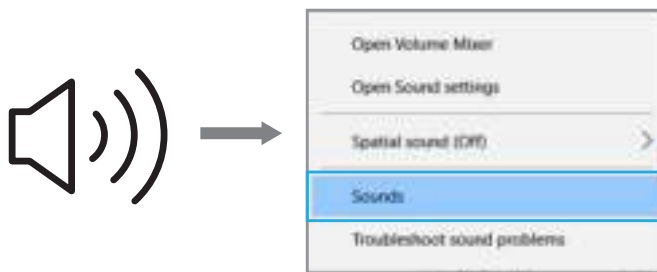 Open Volume Mixer
Open Sound settings
Spatial sound (Off)
Sounds
Troubleshoot sound problems